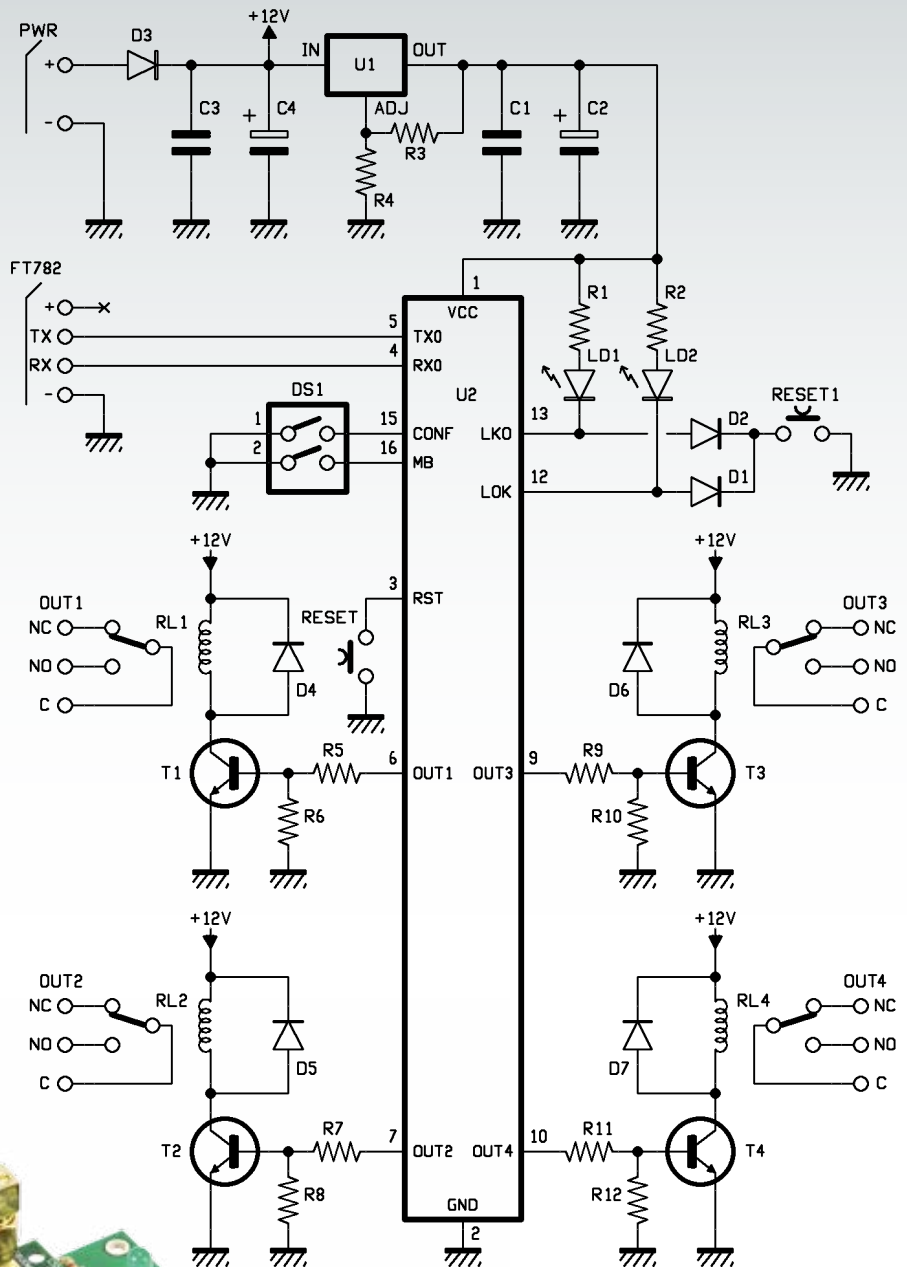 PWR
D3
+12V
IN
U1
OUT
+
C3
+
C4
ADJ
C1
+
C2
-
R3
R4
FT782
+
1
VCC
R1
R2
TX
5
TX0
RX
4
RX0
LD1
LD2
-
DS1
U2
RESET1
1
15
CONF
13
LKO
D2
2
16
MB
12
LOK
D1
+12V
+12V
3
RST
OUT1
RL1
RESET
RL3
OUT3
NC
NC
NO
D4
D6
NO
C
C
T1
R5
6
OUT1
OUT3
9
R9
T3
R6
R10
+12V
+12V
OUT2
RL2
RL4
OUT4
NC
NC
NO
D5
D7
NO
C
C
T2
R7
7
OUT2
OUT4
10
R11
T4
R8
R12
GND
2